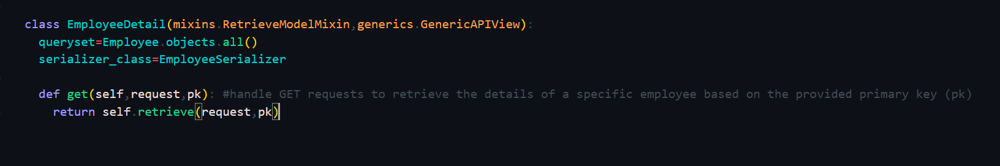 class EmployeeDetail(mixins.RetrieveModelMixin,generics.GenericAPIView):
  queryset=Employee.objects.all()
  serializer_class=EmployeeSerializer
  def get(self,request,pk): #handle GET requests to retrieve the details of a specific employee based on the provided primary key (pk)
    return self.retrieve(request,pk)